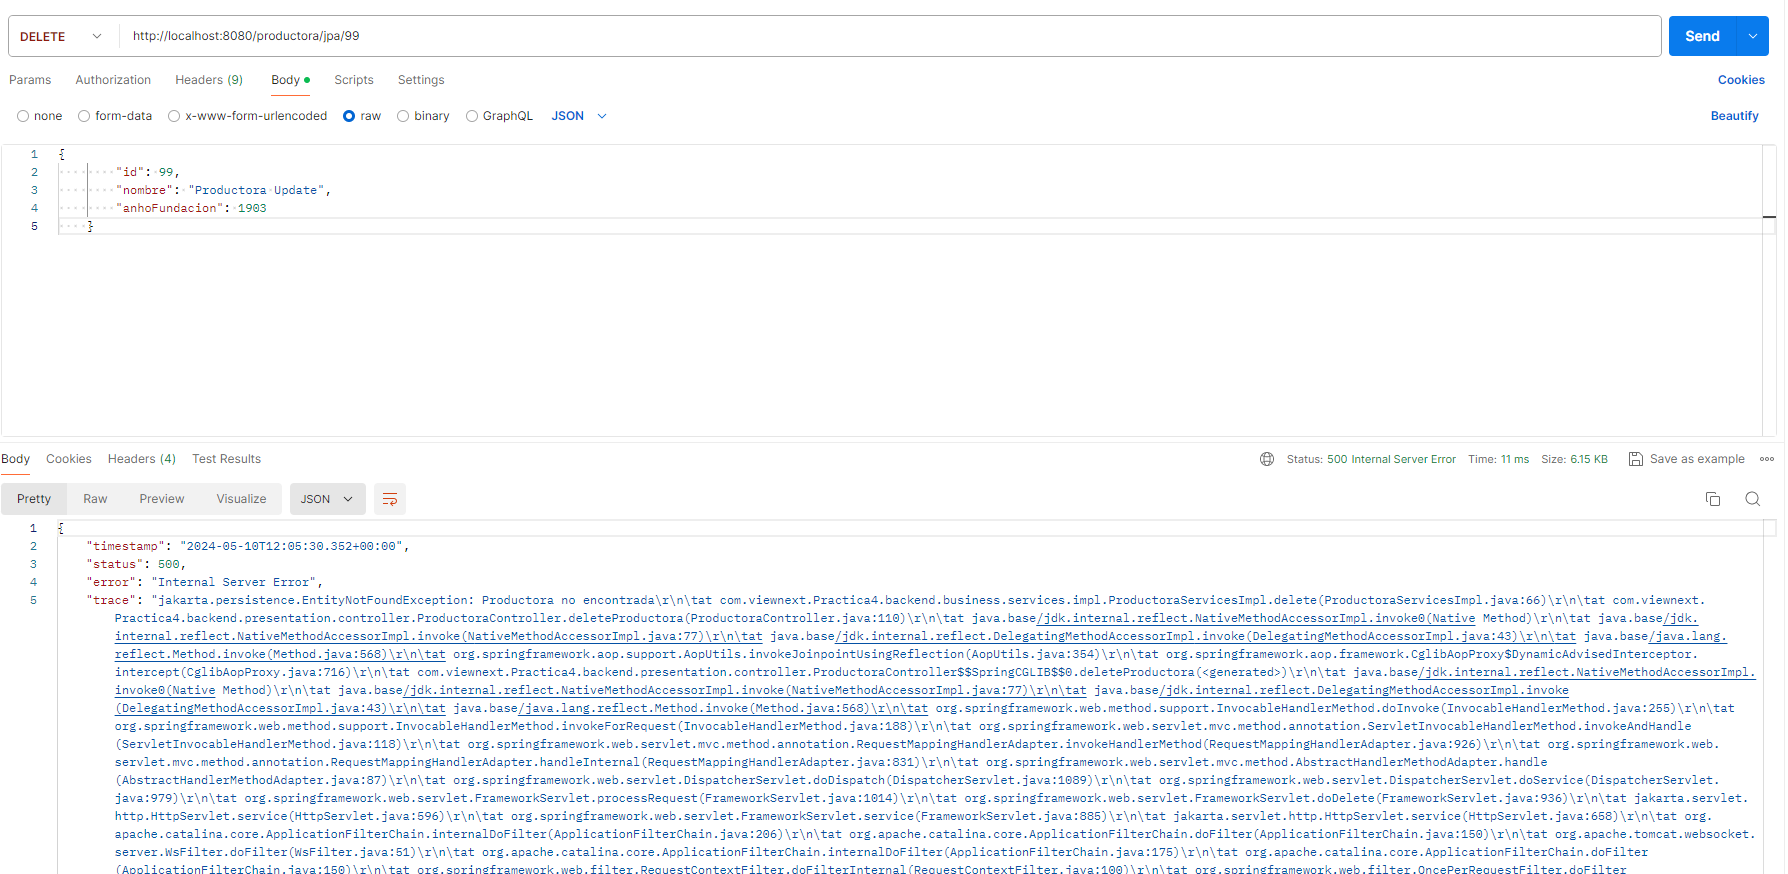 DELETE http://localhost:8080/productora/jpa/99 Send
Params Authorization Headers (9) Body Scripts Settings Cookies
none form-data x-www-form-urlencoded raw binary GraphQL JSON Beautify
1 {
2 "id": 99,
3 "nombre": "Productora Update",
4 "anhoFundacion": 1903
5 }
Body Cookies Headers (4) Test Results Status: 500 Internal Server Error Time: 11 ms Size: 6.15 KB Save as example
Pretty Raw Preview Visualize JSON
1 {
2 "timestamp": "2024-05-10T12:05:30.352+00:00",
3 "status": 500,
4 "error": "Internal Server Error",
5 "trace": "jakarta.persistence.EntityNotFoundException: Productora no encontrada\r\n\tat com.viewnext.
Practica4.backend.business.services.impl.ProductoraServicesImpl.delete(ProductoraServicesImpl.java:66)\r\n\tat com.viewnext.
Practica4.backend.presentation.controller.ProductoraController.deleteProductora(ProductoraController.java:110)\r\n\tat java.base/jdk.internal.reflect.NativeMethodAccessorImpl.invoke0(Native Method)\r\n\tat java.base/jdk.
internal.reflect.NativeMethodAccessorImpl.invoke(NativeMethodAccessorImpl.java:77)\r\n\tat java.base/jdk.internal.reflect.DelegatingMethodAccessorImpl.invoke(DelegatingMethodAccessorImpl.java:43)\r\n\tat java.base/java.lang.
reflect.Method.invoke(Method.java:568)\r\n\tat org.springframework.aop.support.AopUtils.invokeJoinpointUsingReflection(AopUtils.java:354)\r\n\tat org.springframework.aop.framework.CglibAopProxy$DynamicAdvisedInterceptor.
intercept(CglibAopProxy.java:716)\r\n\tat com.viewnext.Practica4.backend.presentation.controller.ProductoraController$$SpringCGLIB$$0.deleteProductora(<generated>)\r\n\tat java.base/jdk.internal.reflect.NativeMethodAccessorImpl.
invoke0(Native Method)\r\n\tat java.base/jdk.internal.reflect.NativeMethodAccessorImpl.invoke(NativeMethodAccessorImpl.java:77)\r\n\tat java.base/jdk.internal.reflect.DelegatingMethodAccessorImpl.invoke
(DelegatingMethodAccessorImpl.java:43)\r\n\tat java.base/java.lang.reflect.Method.invoke(Method.java:568)\r\n\tat org.springframework.web.method.support.InvocableHandlerMethod.doInvoke(InvocableHandlerMethod.java:255)\r\n\tat
org.springframework.web.method.support.InvocableHandlerMethod.invokeForRequest(InvocableHandlerMethod.java:188)\r\n\tat org.springframework.web.servlet.mvc.method.annotation.ServletInvocableHandlerMethod.invokeAndHandle
(ServletInvocableHandlerMethod.java:118)\r\n\tat org.springframework.web.servlet.mvc.method.annotation.RequestMappingHandlerAdapter.invokeHandlerMethod(RequestMappingHandlerAdapter.java:926)\r\n\tat org.springframework.web.
servlet.mvc.method.annotation.RequestMappingHandlerAdapter.handleInternal(RequestMappingHandlerAdapter.java:831)\r\n\tat org.springframework.web.servlet.mvc.method.AbstractHandlerMethodAdapter.handle
(AbstractHandlerMethodAdapter.java:87)\r\n\tat org.springframework.web.servlet.DispatcherServlet.doDispatch(DispatcherServlet.java:1089)\r\n\tat org.springframework.web.servlet.DispatcherServlet.doService(DispatcherServlet.
java:979)\r\n\tat org.springframework.web.servlet.FrameworkServlet.processRequest(FrameworkServlet.java:1014)\r\n\tat org.springframework.web.servlet.FrameworkServlet.doDelete(FrameworkServlet.java:936)\r\n\tat jakarta.servlet.
http.HttpServlet.service(HttpServlet.java:596)\r\n\tat org.springframework.web.servlet.FrameworkServlet.service(FrameworkServlet.java:885)\r\n\tat jakarta.servlet.http.HttpServlet.service(HttpServlet.java:658)\r\n\tat org.
apache.catalina.core.ApplicationFilterChain.internalDoFilter(ApplicationFilterChain.java:206)\r\n\tat org.apache.catalina.core.ApplicationFilterChain.doFilter(ApplicationFilterChain.java:150)\r\n\tat org.apache.tomcat.websocket.
server.WsFilter.doFilter(WsFilter.java:51)\r\n\tat org.apache.catalina.core.ApplicationFilterChain.internalDoFilter(ApplicationFilterChain.java:175)\r\n\tat org.apache.catalina.core.ApplicationFilterChain.doFilter
(ApplicationFilterChain.java:150)\r\n\tat org.springframework.web.filter.RequestContextFilter.doFilterInternal(RequestContextFilter.java:100)\r\n\tat org.springframework.web.filter.OncePerRequestFilter.doFilter